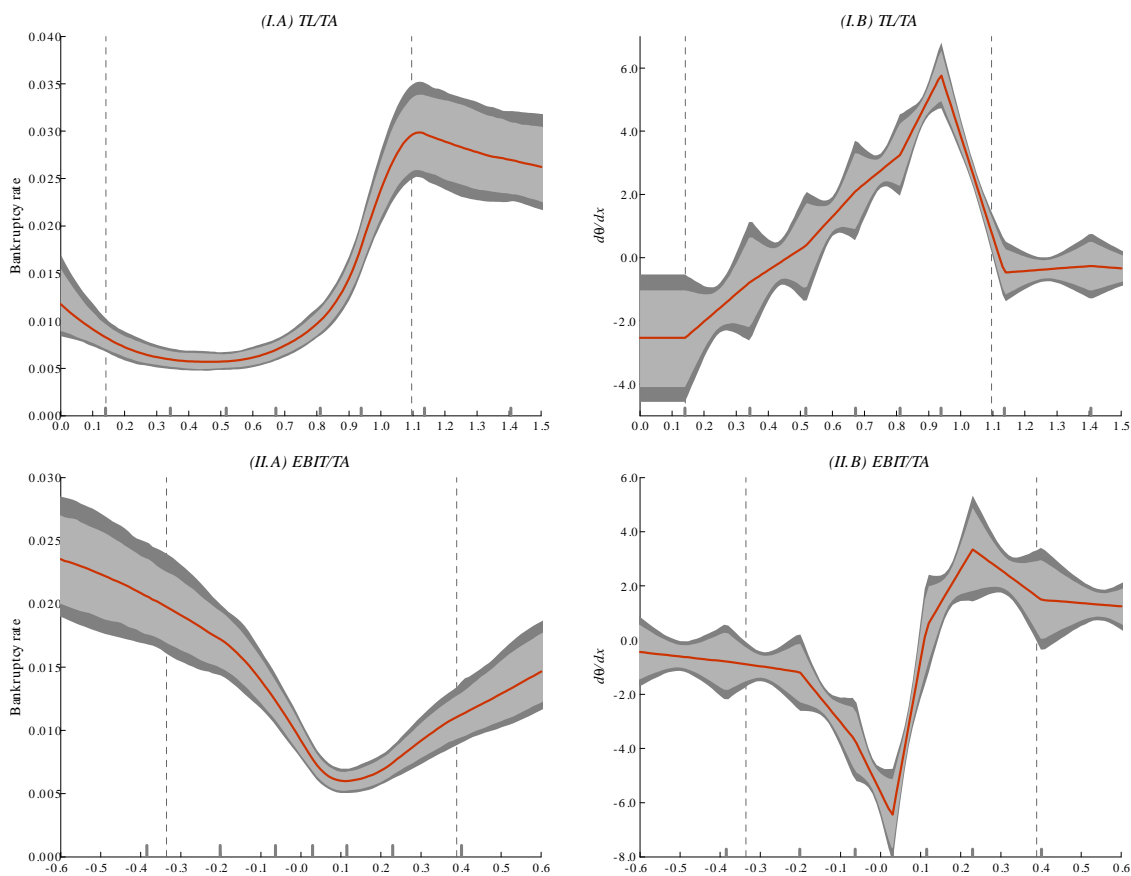 (I.A) TL/TA
(I.B) TL/TA
0.040
0.035
0.030
0.025
0.020
0.015
0.010
0.005
0.000
Bankruptcy rate
0.0 0.1 0.2 0.3 0.4 0.5 0.6 0.7 0.8 0.9 1.0 1.1 1.2 1.3 1.4 1.5
6.0
4.0
2.0
0.0
-2.0
-4.0
dθ/dx
0.0 0.1 0.2 0.3 0.4 0.5 0.6 0.7 0.8 0.9 1.0 1.1 1.2 1.3 1.4 1.5
(II.A) EBIT/TA
(II.B) EBIT/TA
0.030
0.025
0.020
0.015
0.010
0.005
0.000
Bankruptcy rate
-0.6 -0.5 -0.4 -0.3 -0.2 -0.1 -0.0 0.1 0.2 0.3 0.4 0.5 0.6
6.0
4.0
2.0
0.0
-2.0
-4.0
-6.0
-8.0
dθ/dx
-0.6 -0.5 -0.4 -0.3 -0.2 -0.1 -0.0 0.1 0.2 0.3 0.4 0.5 0.6